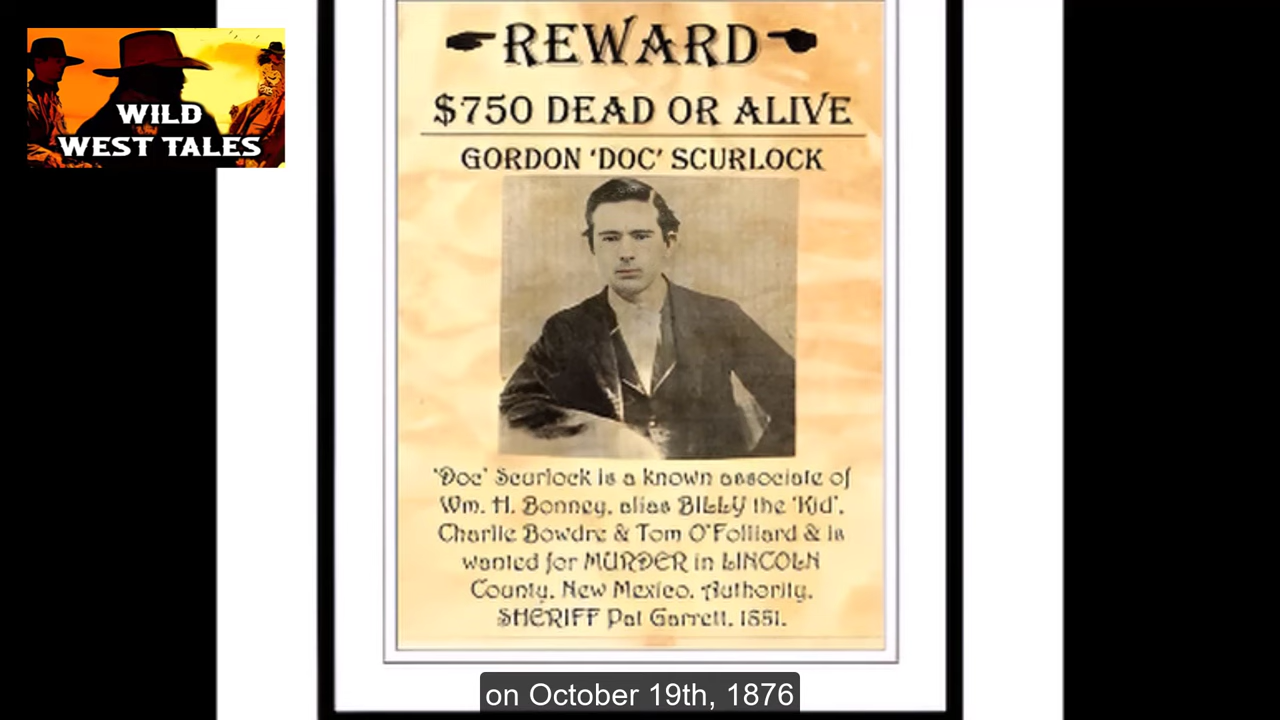 WILD
WEST TALES
REWARD
$750 DEAD OR ALIVE
GORDON ‘DOC’ SCURLOCK
‘Doc’ Scurlock is a known associate of
Wm. H. Bonney, alias BILLY the ‘Kid’,
Charlie Bowdre & Tom O’Folliard & is
wanted for MURDER in LINCOLN
County, New Mexico. Authority,
SHERIFF Pat Garrett, 1881.
on October 19th, 1876